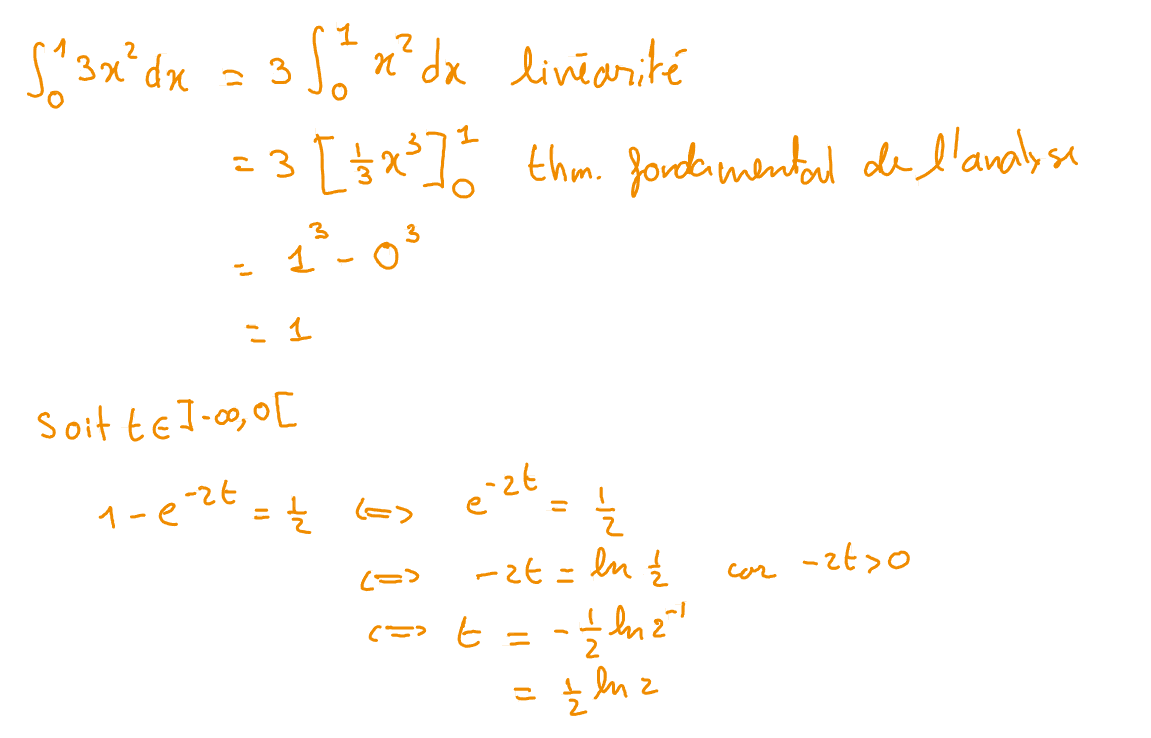 ∫₀¹ 3x² dx = 3 ∫₀¹ x² dx linéarité
= 3 [⅓ x³]₀¹ thm. fondamental de l'analyse
= 1³ - 0³
= 1
Soit t ∈ ]-∞, 0[
1 - e^{-2t} = ½ <=> e^{-2t} = ½
<=> -2t = ln ½ car -2t > 0
<=> t = -½ ln 2⁻¹
= ½ ln 2